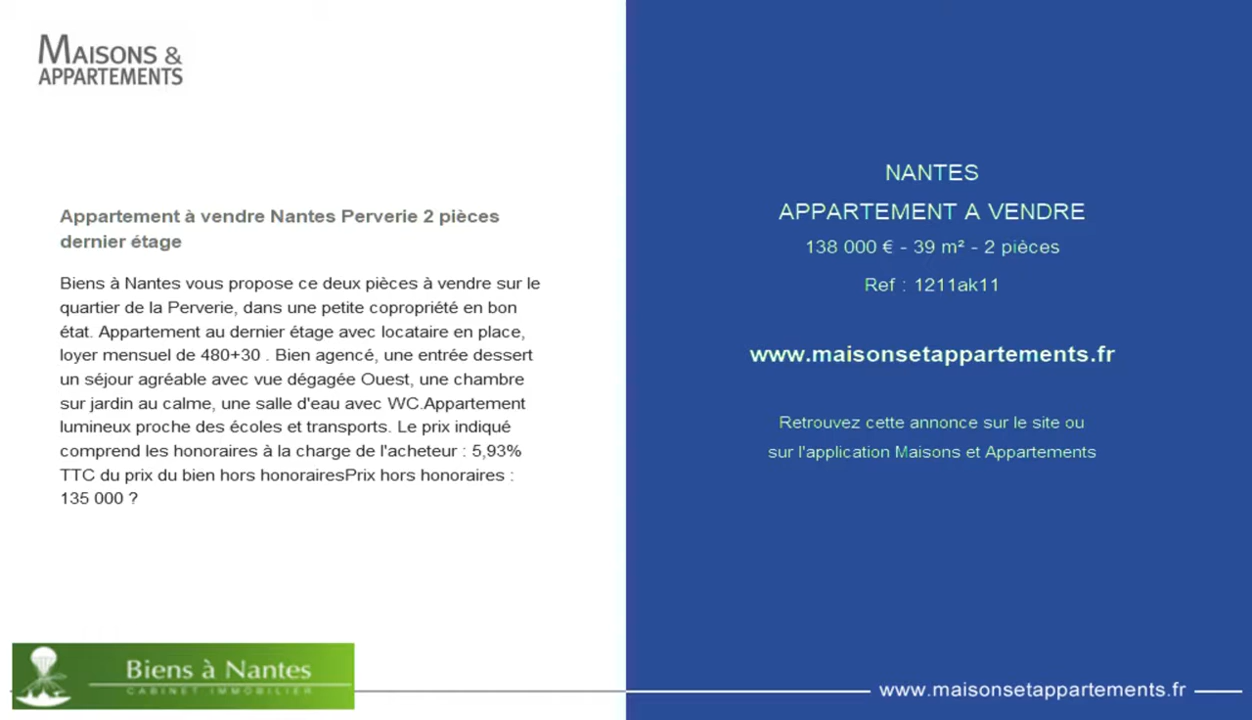 MAISONS &
APPARTEMENTS
Appartement à vendre Nantes Perverie 2 pièces
dernier étage
Biens à Nantes vous propose ce deux pièces à vendre sur le
quartier de la Perverie, dans une petite copropriété en bon
état. Appartement au dernier étage avec locataire en place,
loyer mensuel de 480+30 . Bien agencé, une entrée dessert
un séjour agréable avec vue dégagée Ouest, une chambre
sur jardin au calme, une salle d'eau avec WC.Appartement
lumineux proche des écoles et transports. Le prix indiqué
comprend les honoraires à la charge de l'acheteur : 5,93%
TTC du prix du bien hors honorairesPrix hors honoraires :
135 000 ?
Biens à Nantes
CABINET IMMOBILIER
NANTES
APPARTEMENT A VENDRE
138 000 € - 39 m² - 2 pièces
Ref : 1211ak11
www.maisonsetappartements.fr
Retrouvez cette annonce sur le site ou
sur l'application Maisons et Appartements
www.maisonsetappartements.fr